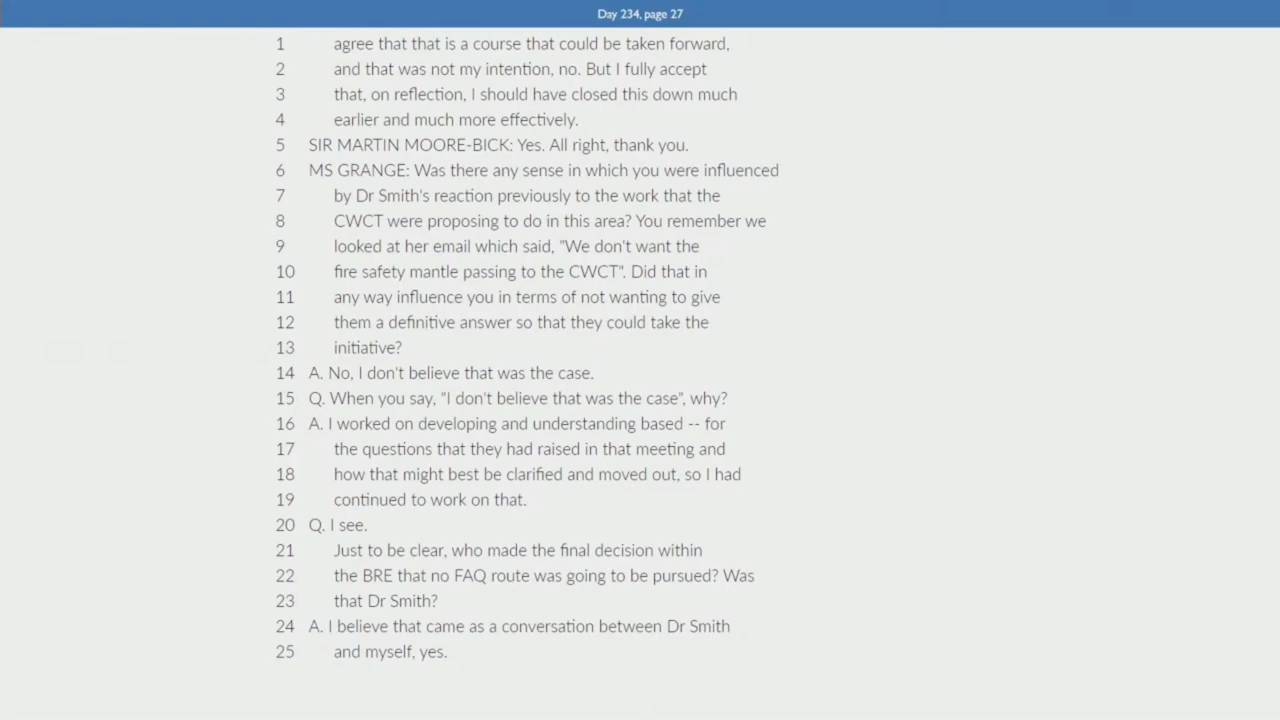 Day 234, page 27
1 agree that that is a course that could be taken forward,
2 and that was not my intention, no. But I fully accept
3 that, on reflection, I should have closed this down much
4 earlier and much more effectively.
5 SIR MARTIN MOORE-BICK: Yes. All right, thank you.
6 MS GRANGE: Was there any sense in which you were influenced
7 by Dr Smith's reaction previously to the work that the
8 CWCT were proposing to do in this area? You remember we
9 looked at her email which said, "We don't want the
10 fire safety mantle passing to the CWCT". Did that in
11 any way influence you in terms of not wanting to give
12 them a definitive answer so that they could take the
13 initiative?
14 A. No, I don't believe that was the case.
15 Q. When you say, "I don't believe that was the case", why?
16 A. I worked on developing and understanding based -- for
17 the questions that they had raised in that meeting and
18 how that might best be clarified and moved out, so I had
19 continued to work on that.
20 Q. I see.
21 Just to be clear, who made the final decision within
22 the BRE that no FAQ route was going to be pursued? Was
23 that Dr Smith?
24 A. I believe that came as a conversation between Dr Smith
25 and myself, yes.